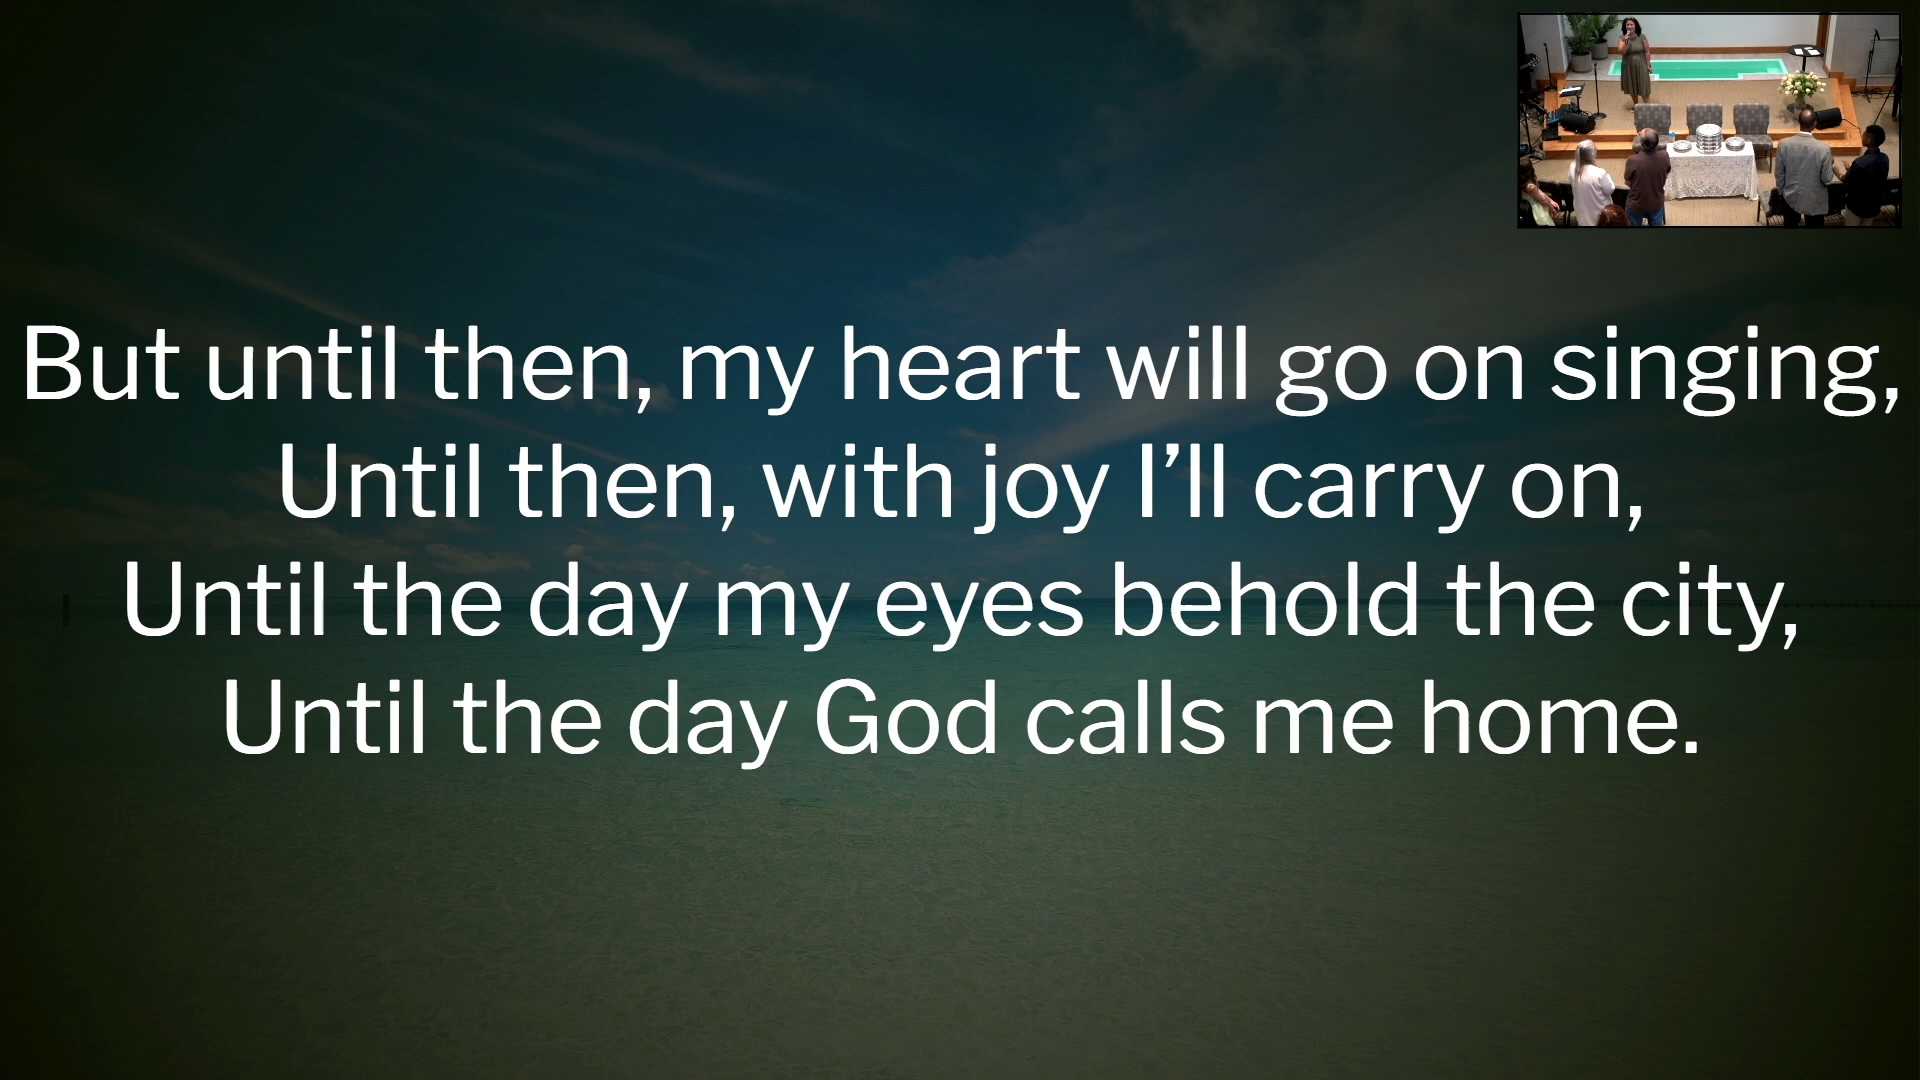 But until then, my heart will go on singing,
Until then, with joy I’ll carry on,
Until the day my eyes behold the city,
Until the day God calls me home.